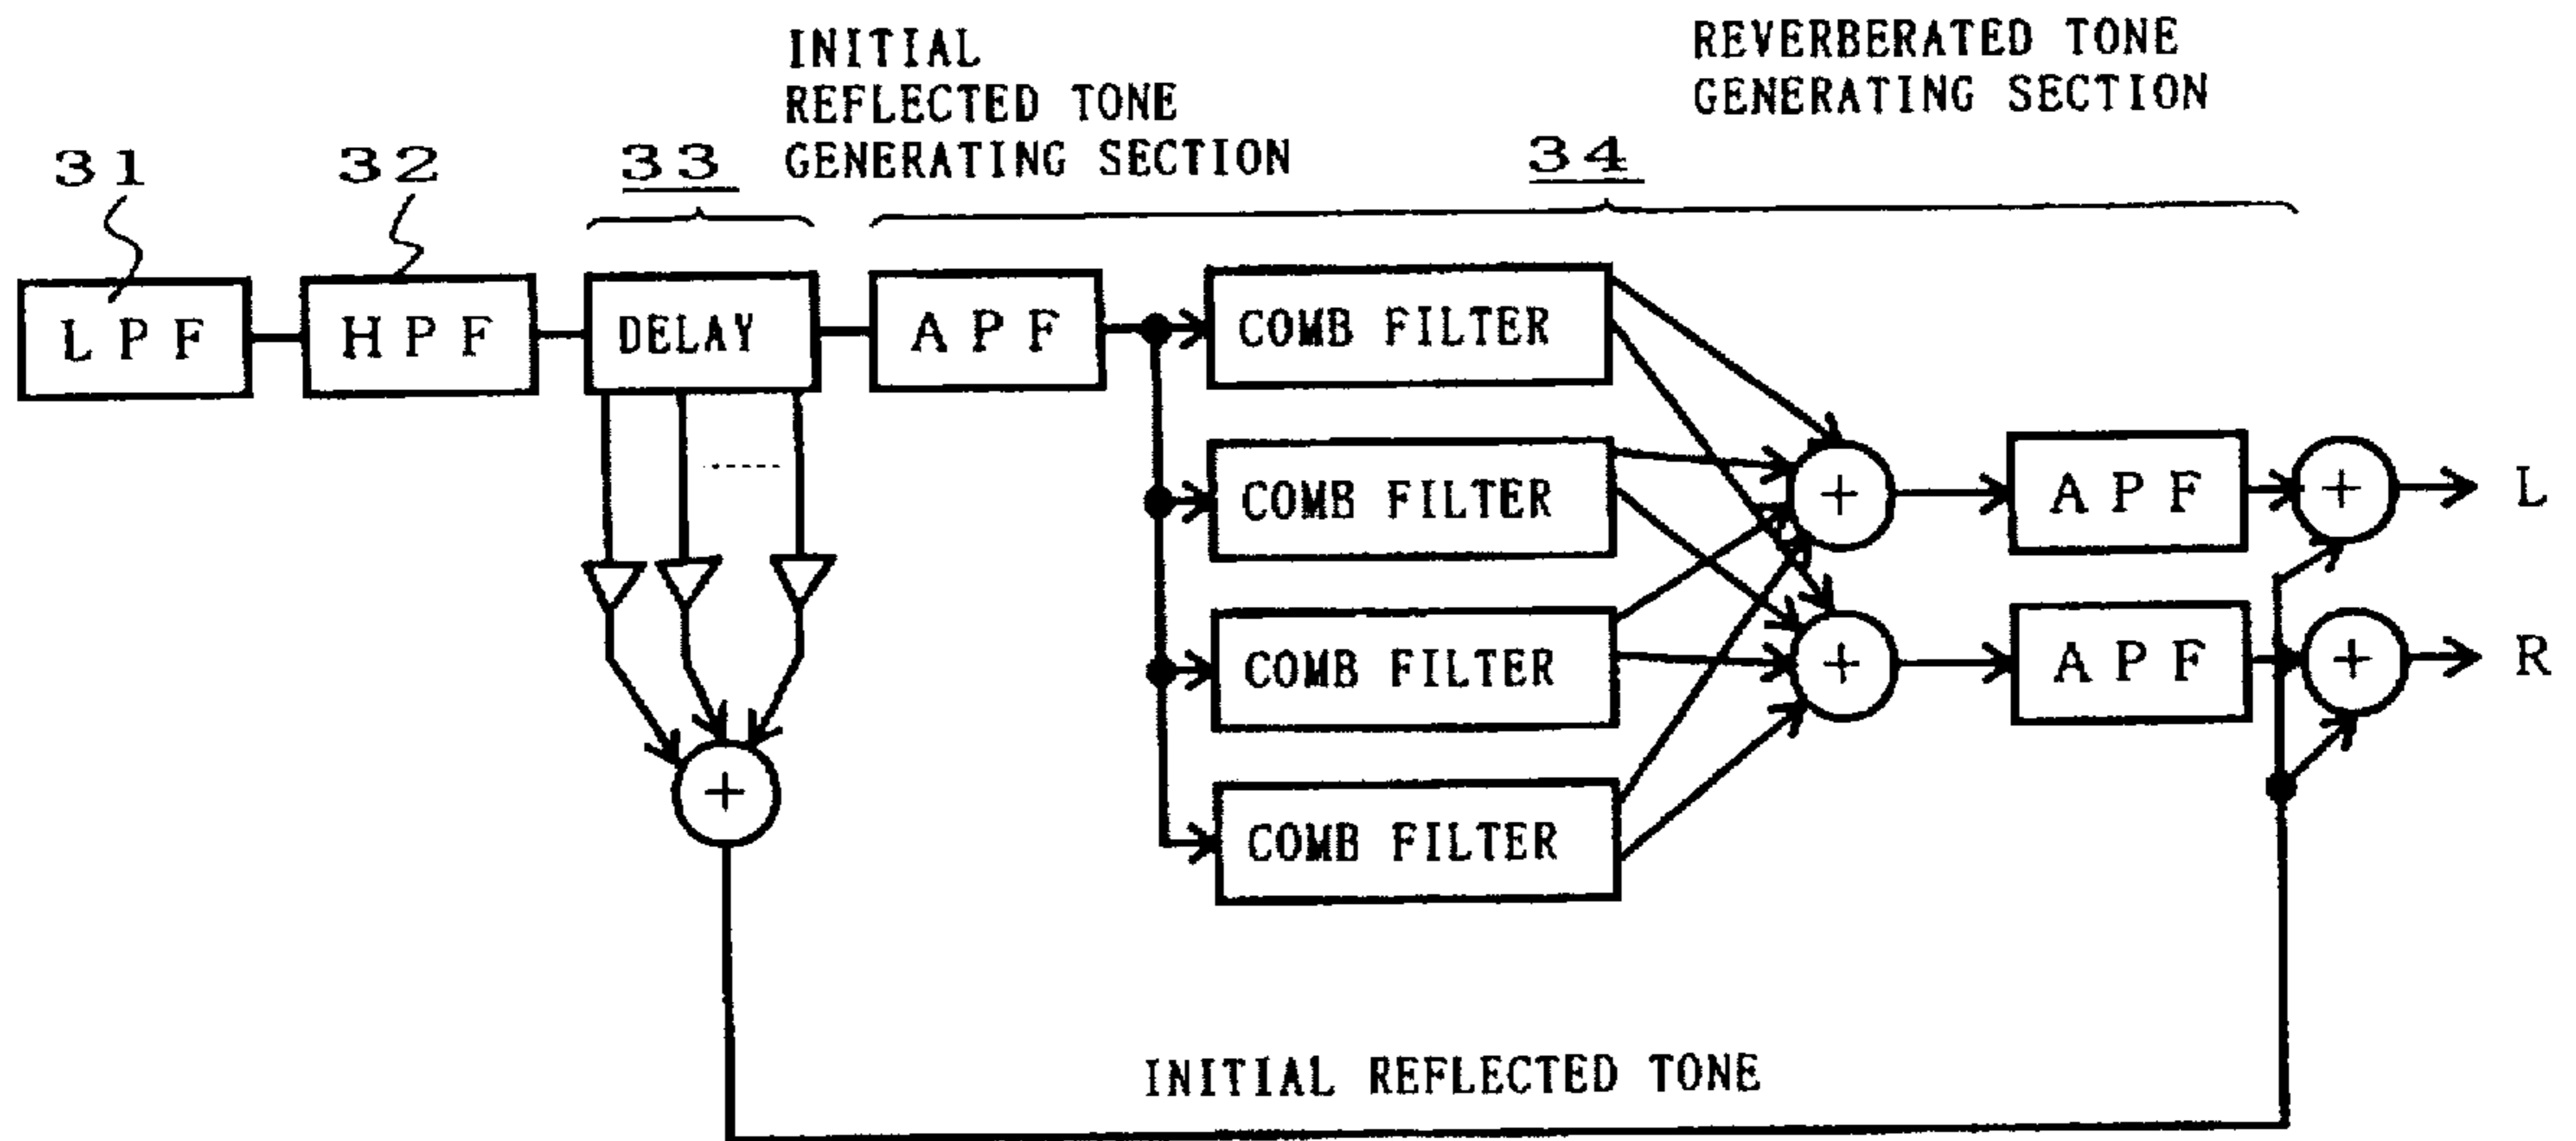 INITIAL
REFLECTED TONE
GENERATING SECTION
REVERBERATED TONE
GENERATING SECTION
31
32
33
34
LPF
HPF
DELAY
APF
COMB FILTER
COMB FILTER
COMB FILTER
COMB FILTER
+
+
+
APF
APF
+
+
L
R
INITIAL REFLECTED TONE